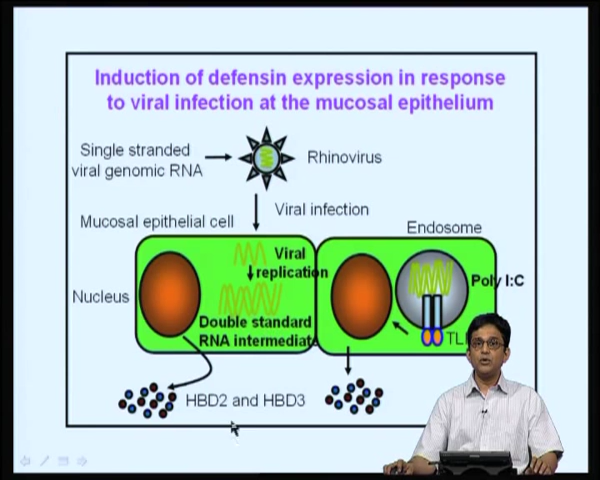 Induction of defensin expression in response
to viral infection at the mucosal epithelium
Single stranded
viral genomic RNA
Rhinovirus
Viral infection
Mucosal epithelial cell
Endosome
Viral
replication
Poly I:C
Nucleus
Double standard
RNA intermediate
HBD2 and HBD3